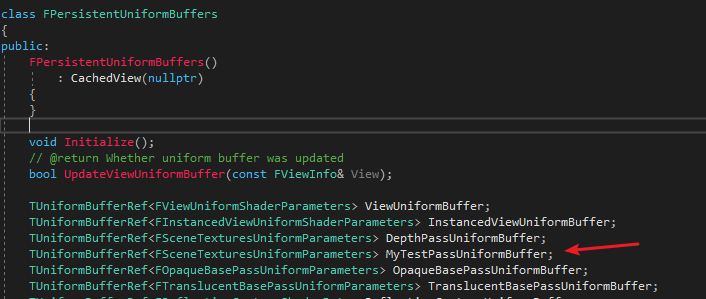 class FPersistentUniformBuffers
{
public:
FPersistentUniformBuffers()
: CachedView(nullptr)
{
}
void Initialize();
// @return Whether uniform buffer was updated
bool UpdateViewUniformBuffer(const FViewInfo& View);
TUniformBufferRef<FViewUniformShaderParameters> ViewUniformBuffer;
TUniformBufferRef<FInstancedViewUniformShaderParameters> InstancedViewUniformBuffer;
TUniformBufferRef<FSceneTexturesUniformParameters> DepthPassUniformBuffer;
TUniformBufferRef<FSceneTexturesUniformParameters> MyTestPassUniformBuffer;
TUniformBufferRef<FOpaqueBasePassUniformParameters> OpaqueBasePassUniformBuffer;
TUniformBufferRef<FTranslucentBasePassUniformParameters> TranslucentBasePassUniformBuffer;